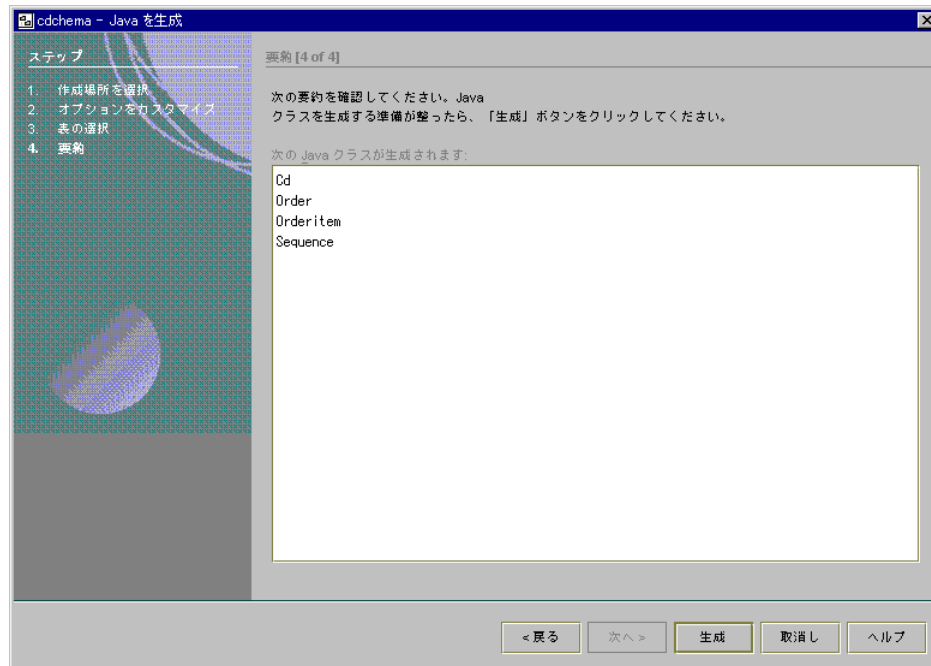 cdchema - Java を生成
ステップ
1. 作成場所を選択
2. オプションをカスタマイズ
3. 表の選択
4. 要約
要約 [4 of 4]
次の要約を確認してください。Java
クラスを生成する準備が整ったら、「生成」ボタンをクリックしてください。
次の Java クラスが生成されます:
Cd
Order
Orderitem
Sequence
< 戻る
次へ >
生成
取消し
ヘルプ